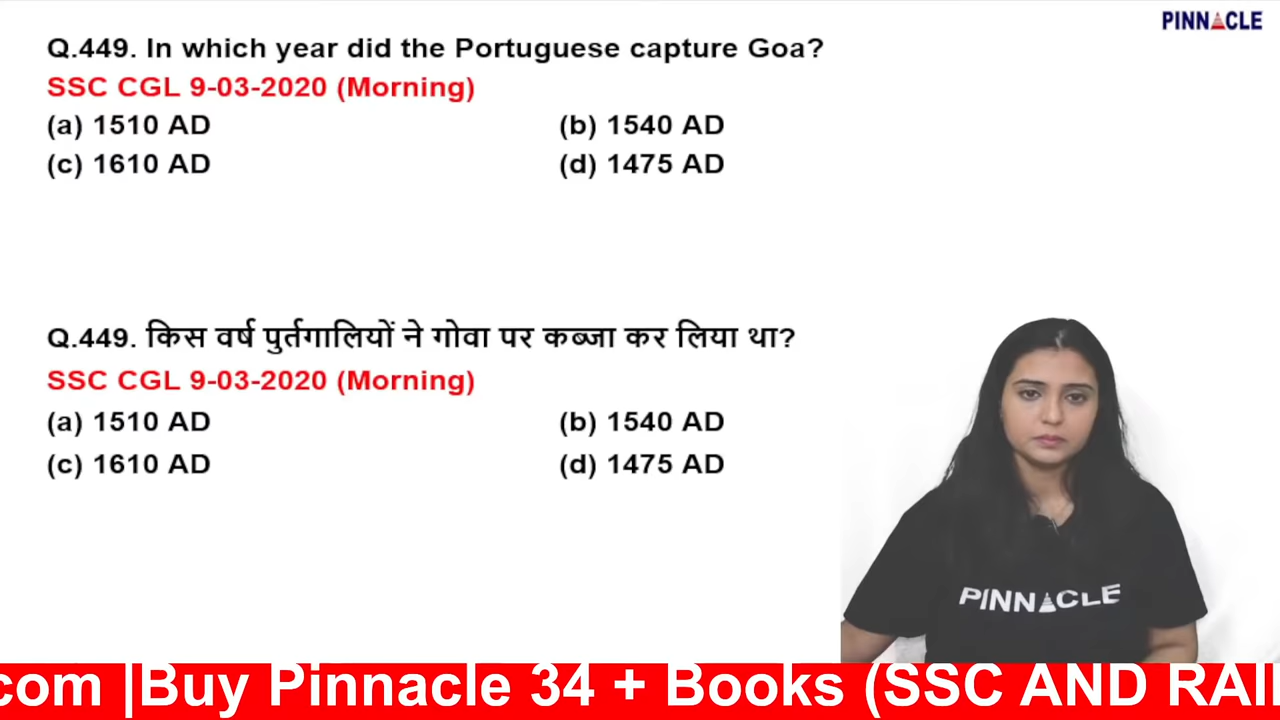 PINNACLE
Q.449. In which year did the Portuguese capture Goa?
SSC CGL 9-03-2020 (Morning)
(a) 1510 AD (b) 1540 AD
(c) 1610 AD (d) 1475 AD
Q.449. किस वर्ष पुर्तगालियों ने गोवा पर कब्जा कर लिया था?
SSC CGL 9-03-2020 (Morning)
(a) 1510 AD (b) 1540 AD
(c) 1610 AD (d) 1475 AD
PINNACLE
com |Buy Pinnacle 34 + Books (SSC AND RAI